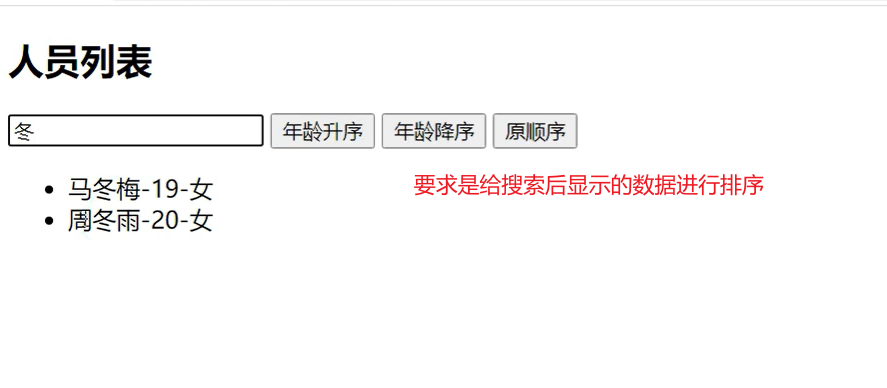 人员列表
冬 年龄升序 年龄降序 原顺序
要求是给搜索后显示的数据进行排序
马冬梅-19-女
周冬雨-20-女